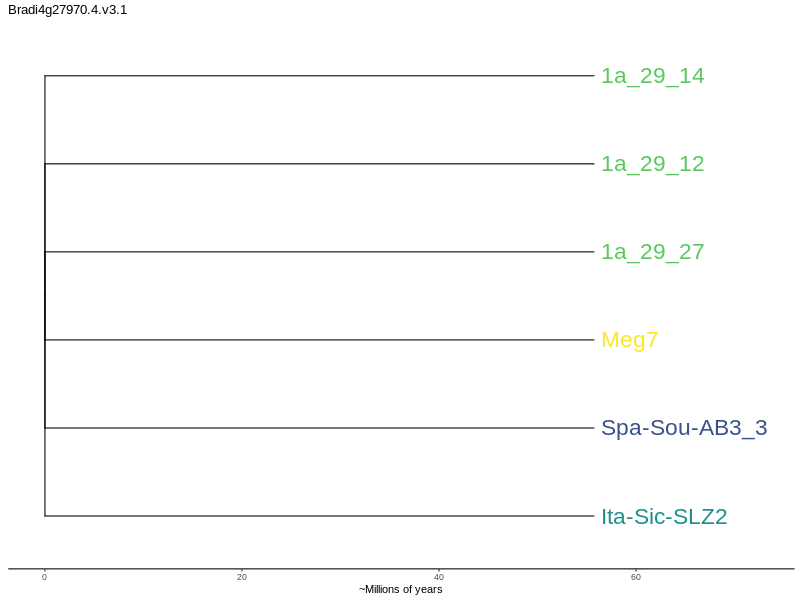 Bradi4g27970.4.v3.1
1a_29_14
1a_29_12
1a_29_27
Meg7
Spa-Sou-AB3_3
Ita-Sic-SLZ2
0 20 40 60
~Millions of years